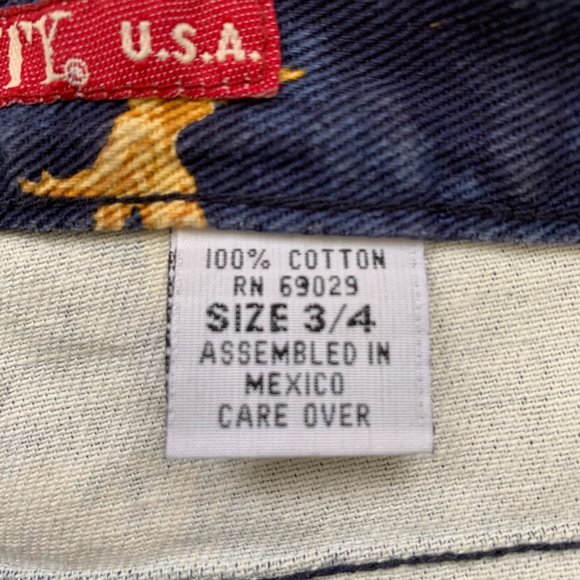 U.S.A.
100% COTTON
RN 69029
SIZE 3/4
ASSEMBLED IN
MEXICO
CARE OVER